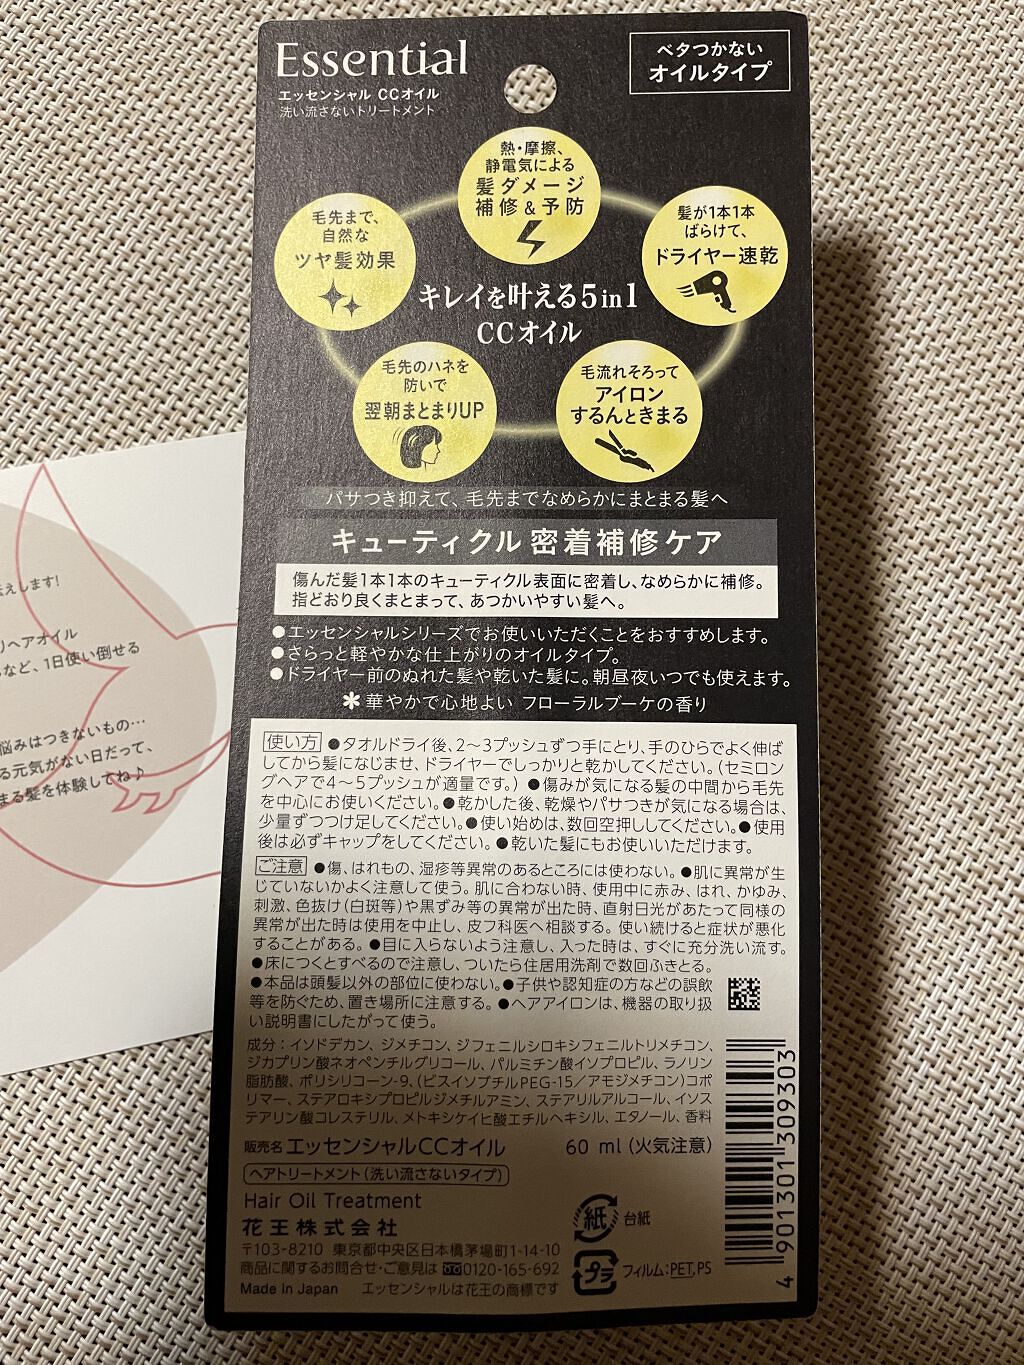 Essential
エッセンシャル CCオイル
洗い流さないトリートメント
ベタつかない
オイルタイプ
熱・摩擦、
静電気による
髪ダメージ
補修&予防
毛先まで、
自然な
ツヤ髪効果
髪が1本1本
ばらけて、
ドライヤー速乾
キレイを叶える5in1
CCオイル
毛先のハネを
防いで
翌朝まとまりUP
毛流れそろって
アイロン
するんときまる
パサつき抑えて、毛先までなめらかにまとまる髪へ
キューティクル密着補修ケア
傷んだ髪1本1本のキューティクル表面に密着し、なめらかに補修。
指どおり良くまとまって、あつかいやすい髪へ。
●エッセンシャルシリーズでお使いいただくことをおすすめします。
●さらっと軽やかな仕上がりのオイルタイプ。
●ドライヤー前のぬれた髪や乾いた髪に。朝昼夜いつでも使えます。
✻華やかで心地よい フローラルブーケの香り
使い方 ●タオルドライ後、2〜3プッシュずつ手にとり、手のひらでよく伸ば
してから髪になじませ、ドライヤーでしっかりと乾かしてください。(セミロン
グヘアで4〜5プッシュが適量です。) ●傷みが気になる髪の中間から毛先
を中心にお使いください。●乾かした後、乾燥やパサつきが気になる場合は、
少量ずつつけ足してください。●使い始めは、数回空押ししてください。●使用
後は必ずキャップをしてください。●乾いた髪にもお使いいただけます。
ご注意 ●傷、はれもの、湿疹等異常のあるところには使わない。●肌に異常が生
じていないかよく注意して使う。肌に合わない時、使用中に赤み、はれ、かゆみ、
刺激、色抜け(白斑等)や黒ずみ等の異常が出た時、直射日光があたって同様の
異常が出た時は使用を中止し、皮フ科医へ相談する。使い続けると症状が悪化
することがある。●目に入らないよう注意し、入った時は、すぐに充分洗い流す。
●床につくとすべるので注意し、ついたら住居用洗剤で数回ふきとる。
●本品は頭髪以外の部位に使わない。●子供や認知症の方などの誤飲
等を防ぐため、置き場所に注意する。●ヘアアイロンは、機器の取り扱
い説明書にしたがって使う。
成分：イソドデカン、ジメチコン、ジフェニルシロキシフェニルトリメチコン、
ジカプリン酸ネオペンチルグリコール、パルミチン酸イソプロピル、ラノリン
脂肪酸、ポリシリコーン-9、(ビスイソブチルPEG-15/アモジメチコン)コポ
リマー、ステアロキシプロピルジメチルアミン、ステアリルアルコール、イソス
テアリン酸コレステリル、メトキシケイヒ酸エチルヘキシル、エタノール、香料
販売名 エッセンシャルCCオイル 60 ml (火気注意)
ヘアトリートメント(洗い流さないタイプ)
Hair Oil Treatment
花王株式会社
〒103-8210 東京都中央区日本橋茅場町1-14-10
商品に関するお問合せ・ご意見は 0120-165-692
Made in Japan エッセンシャルは花王の商標です
紙 台紙
プラ フィルム:PET,PS
4 901301 309303
伝えします!
りヘアオイル
など、1日使い倒せる
悩みはつきないもの…
る元気がない日だって、
まる髪を体験してね♪